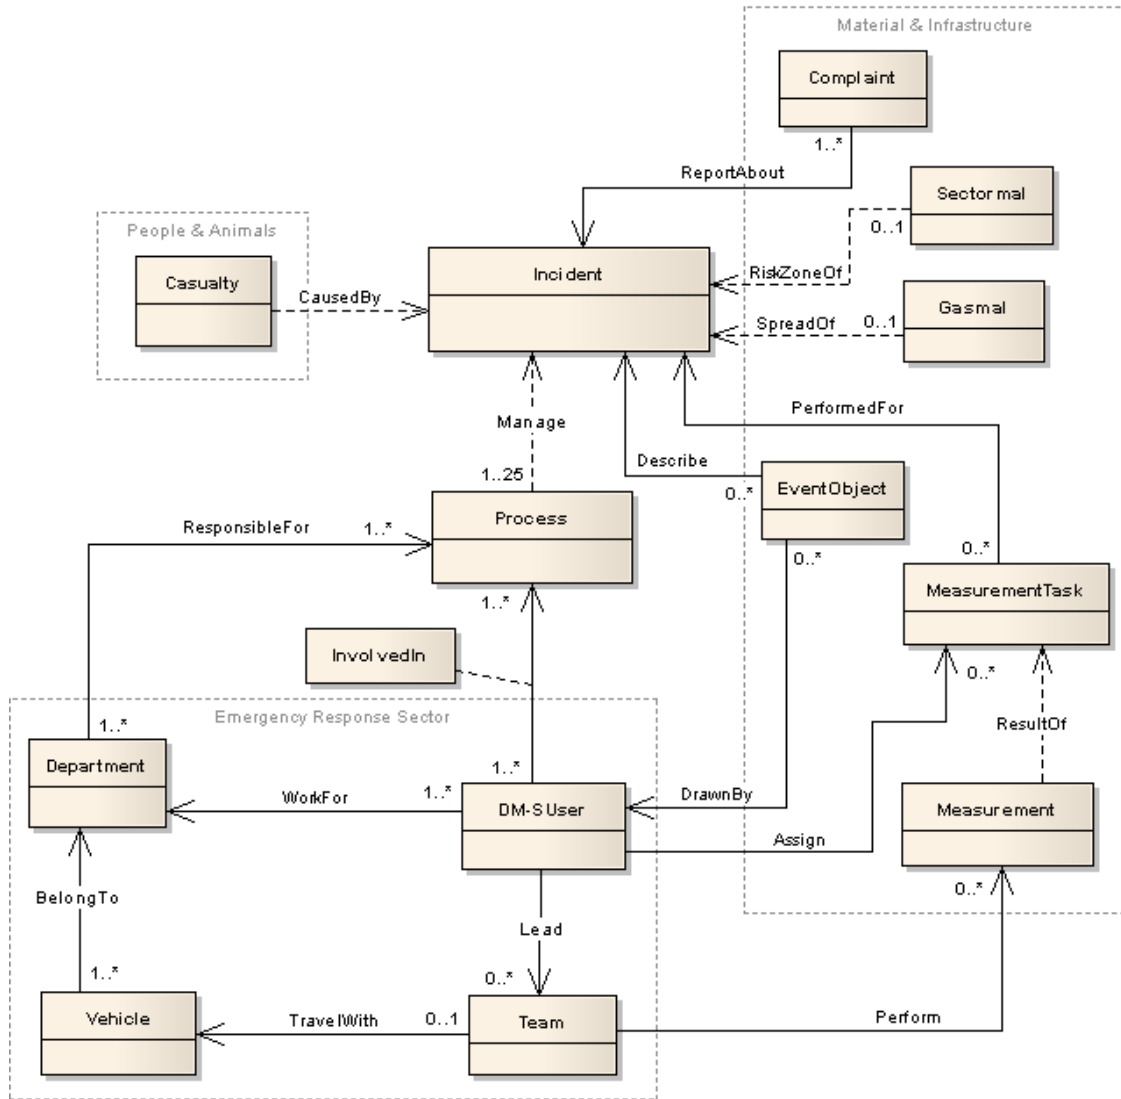 Material & Infrastructure
Complaint
1..*
ReportAbout
Sectormal
0..1
People & Animals
Casualty
CausedBy
Incident
RiskZoneOf
Gasmal
SpreadOf
0..1
PerformedFor
Manage
Describe
1..25
0..*
EventObject
ResponsibleFor
1..*
Process
0..*
0..*
MeasurementTask
1..*
InvolvedIn
0..*
Emergency Response Sector
ResultOf
1..*
Department
1..*
WorkFor
1..*
DM-SUser
DrawnBy
Measurement
Assign
BelongTo
0..*
Lead
1..*
0..*
Vehicle
TravelWith
0..1
Team
Perform